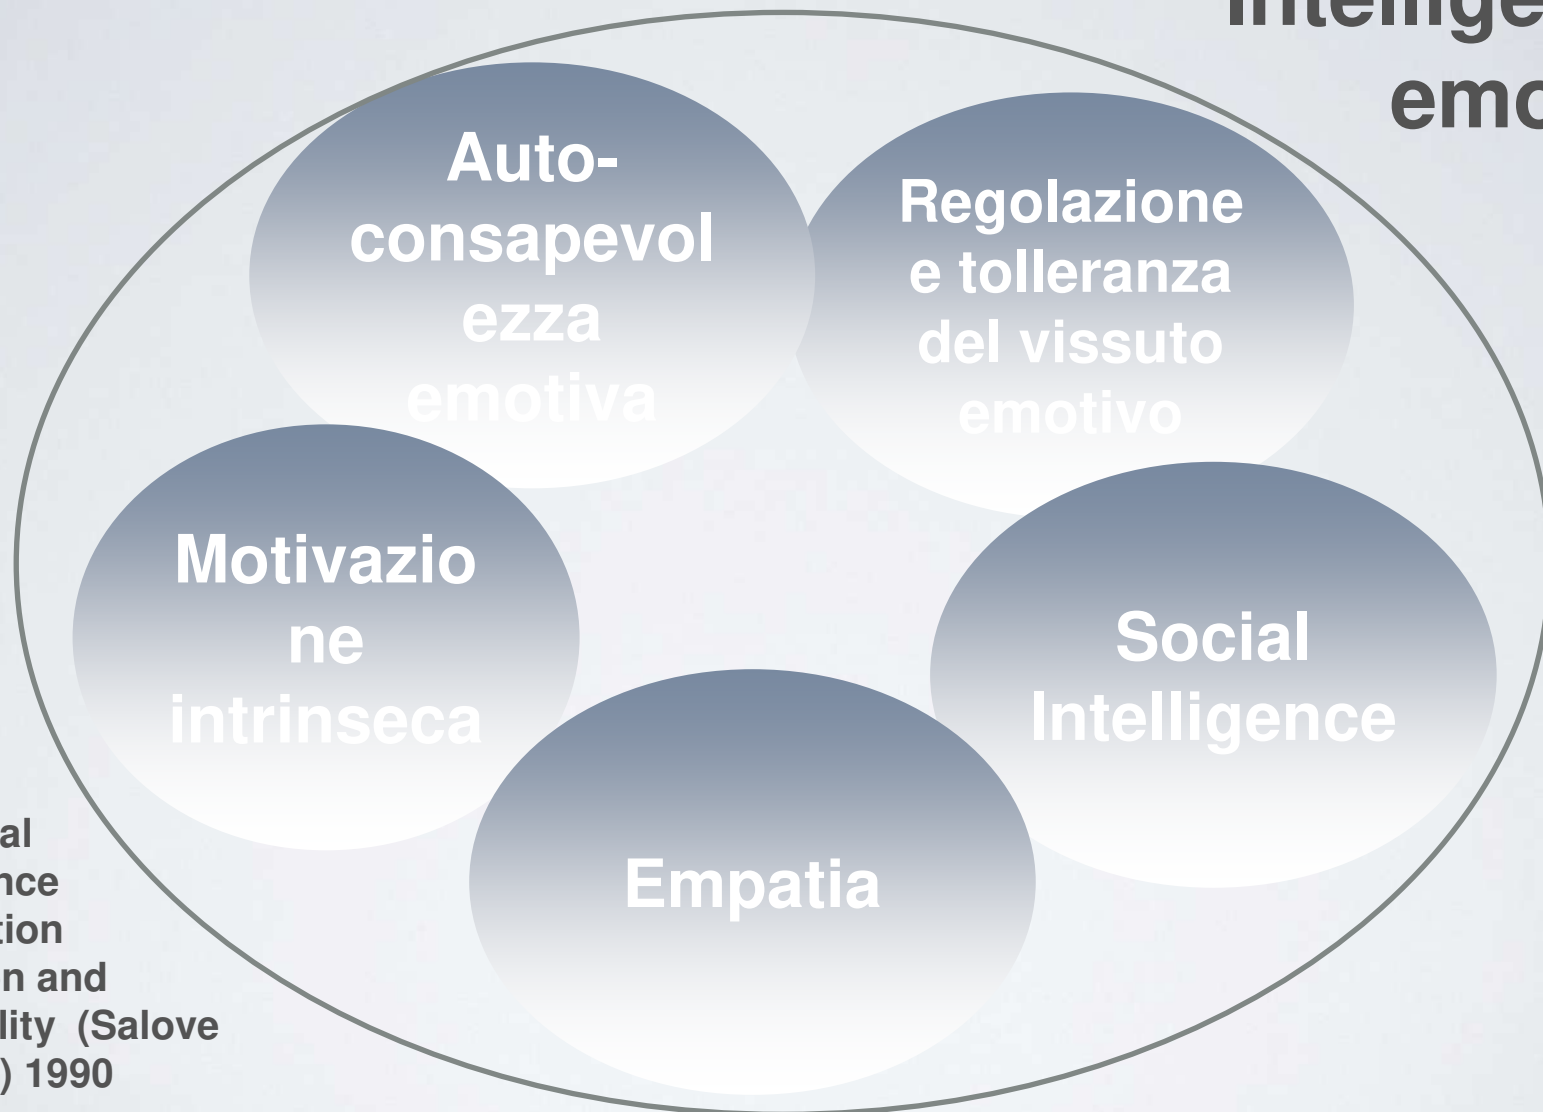 emo
Auto-
consapevol
ezza
emotiva
Regolazione
e tolleranza
del vissuto
emotivo
Motivazio
ne
intrinseca
Social
Intelligence
Empatia
al
nce
tion
n and
lity (Salove
) 1990